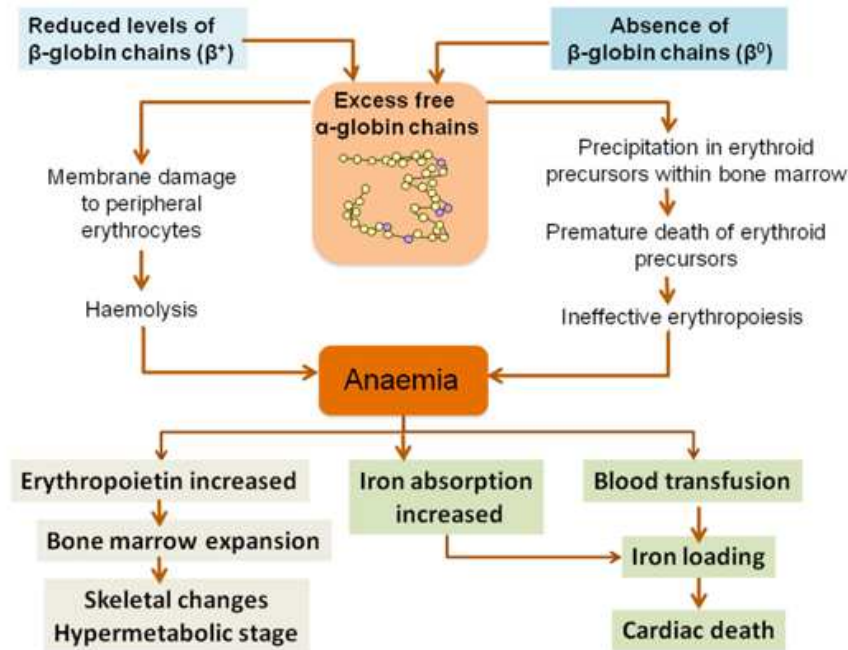 Reduced levels of
β-globin chains (β⁺)
Absence of
β-globin chains (β⁰)
Excess free
α-globin chains
Membrane damage
to peripheral
erythrocytes
Haemolysis
Precipitation in erythroid
precursors within bone marrow
Premature death of erythroid
precursors
Ineffective erythropoiesis
Anaemia
Erythropoietin increased
Bone marrow expansion
Skeletal changes
Hypermetabolic stage
Iron absorption
increased
Blood transfusion
Iron loading
Cardiac death